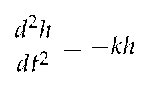 d²h/dt² = -kh